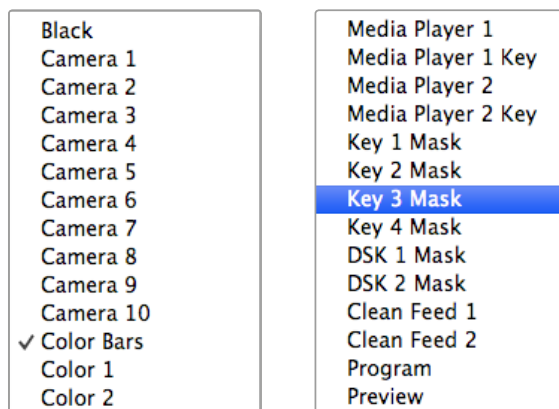 Black
Camera 1
Camera 2
Camera 3
Camera 4
Camera 5
Camera 6
Camera 7
Camera 8
Camera 9
Camera 10
✓ Color Bars
Color 1
Color 2
Media Player 1
Media Player 1 Key
Media Player 2
Media Player 2 Key
Key 1 Mask
Key 2 Mask
Key 3 Mask
Key 4 Mask
DSK 1 Mask
DSK 2 Mask
Clean Feed 1
Clean Feed 2
Program
Preview